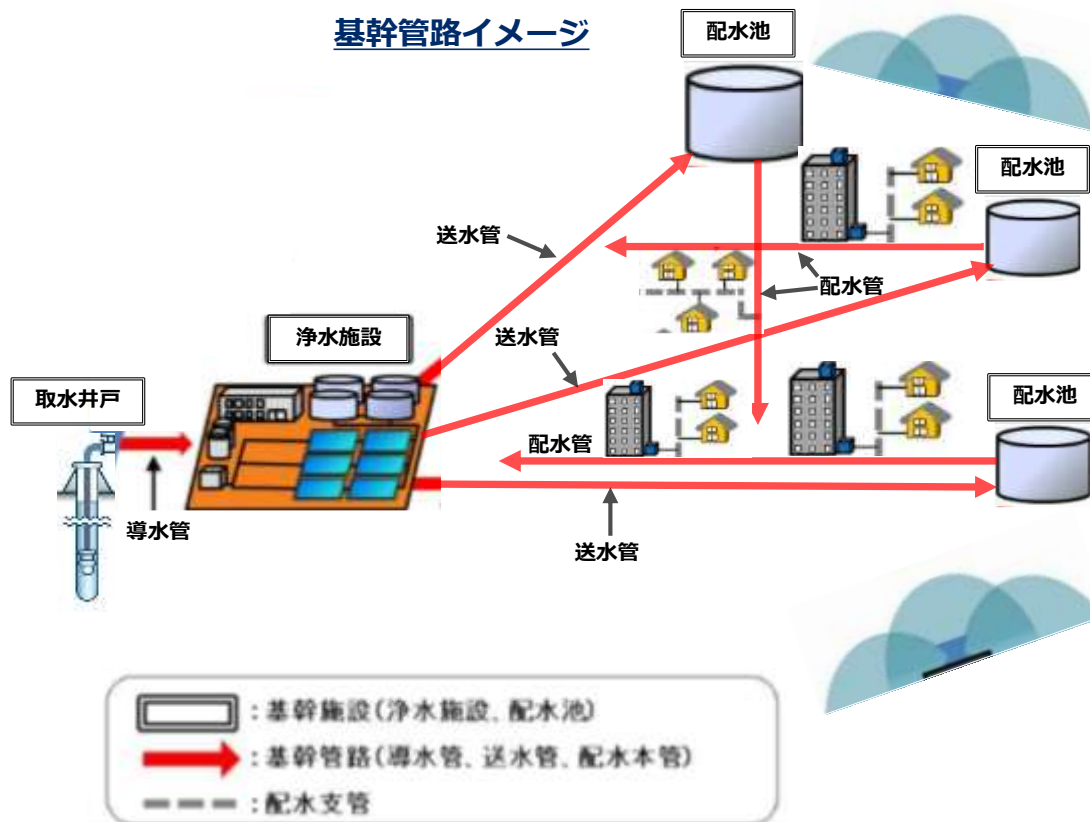 基幹管路イメージ
配水池
配水池
送水管
配水管
浄水施設
送水管
取水井戸
配水池
配水管
導水管
送水管
：基幹施設(浄水施設、配水池)
：基幹管路(導水管、送水管、配水本管)
：配水支管